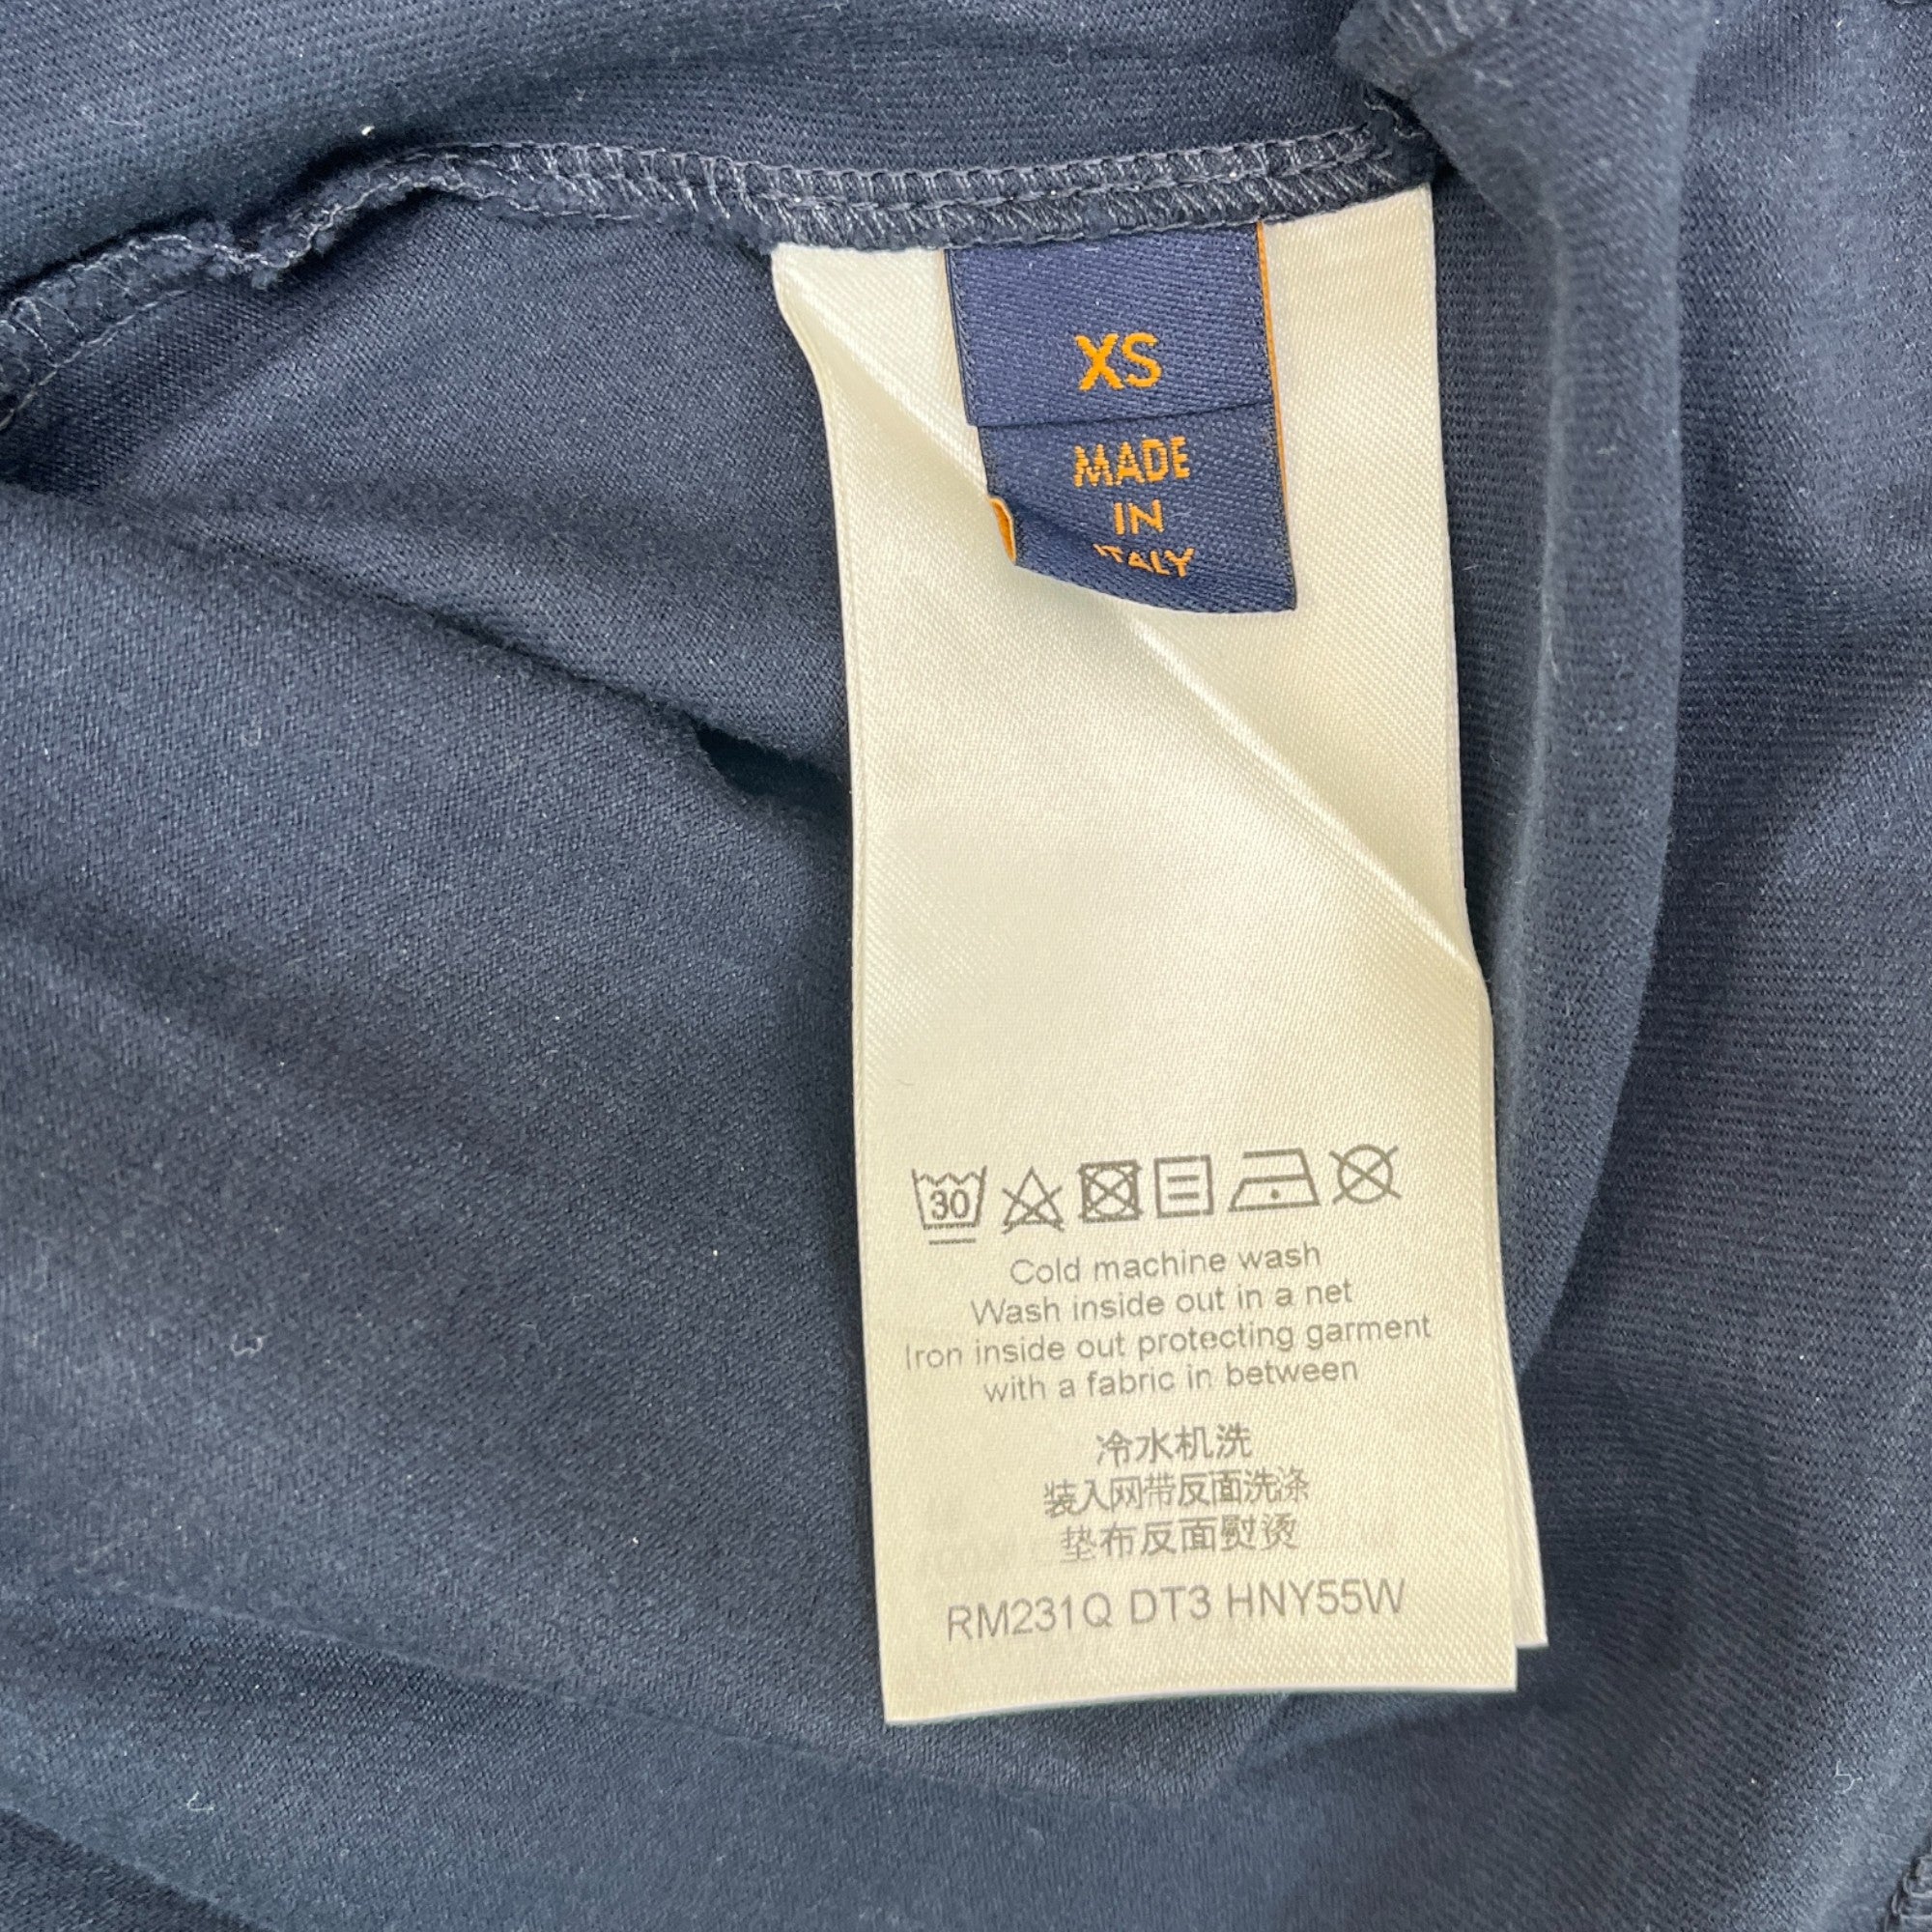 XS
MADE
IN
ITALY
30
Cold machine wash
Wash inside out in a net
Iron inside out protecting garment
with a fabric in between
冷水机洗
装入网带反面洗涤
垫布反面熨烫
RM231Q DT3 HNY55W